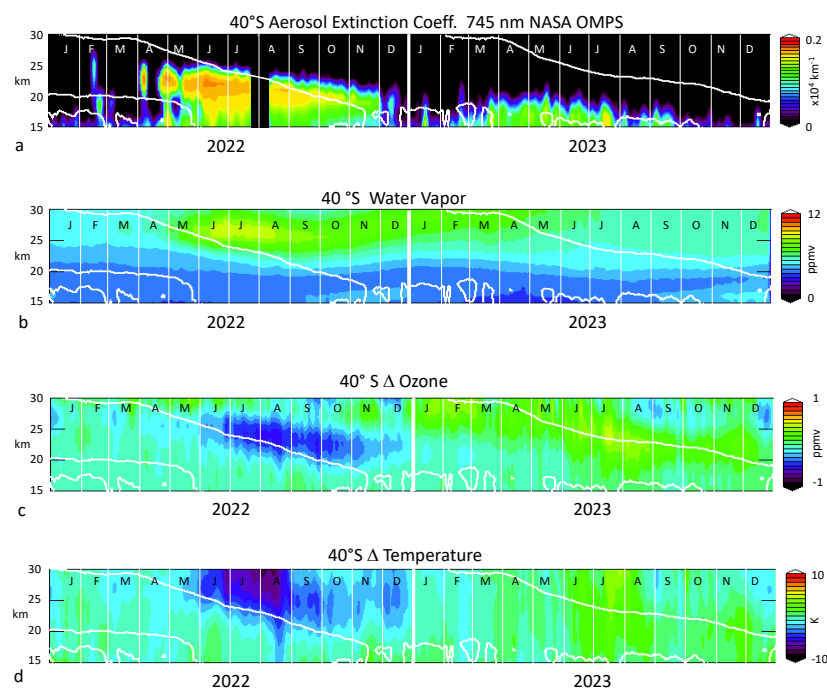 40°S Aerosol Extinction Coeff. 745 nm NASA OMPS
30
25
km
20
15
J F M A M J J A S O N D J F M A M J J A S O N D
0.2
x10⁴ km⁻¹
0
a
2022
2023
40 °S Water Vapor
30
25
km
20
15
J F M A M J J A S O N D J F M A M J J A S O N D
12
ppmv
0
b
2022
2023
40° S Δ Ozone
30
25
km
20
15
J F M A M J J A S O N D J F M A M J J A S O N D
1
ppmv
-1
c
2022
2023
40°S Δ Temperature
30
25
km
20
15
J F M A M J J A S O N D J F M A M J J A S O N D
10
K
-10
d
2022
2023